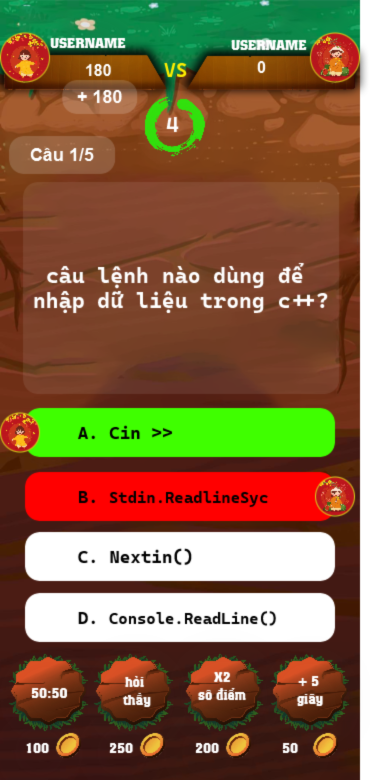 USERNAME
USERNAME
180
VS
0
+ 180
4
Câu 1/5
câu lệnh nào dùng để
nhập dữ liệu trong c++?
A. Cin >>
B. Stdin.ReadlineSyc
C. Nextin()
D. Console.ReadLine()
50:50
hỏi
thầy
X2
số điểm
+ 5
giây
100
250
200
50